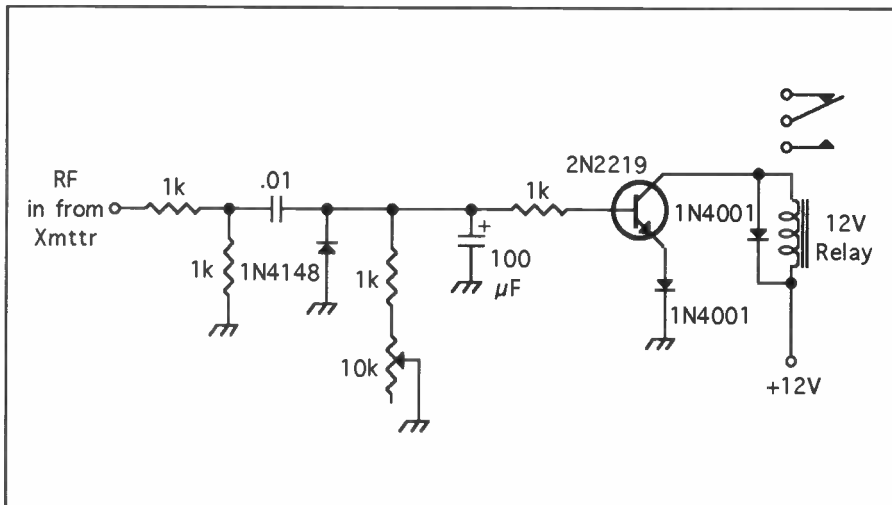 RF
in from
Xmttr
1k
.01
1k
1N4148
1k
10k
+
100
µF
1k
2N2219
1N4001
1N4001
12V
Relay
+12V